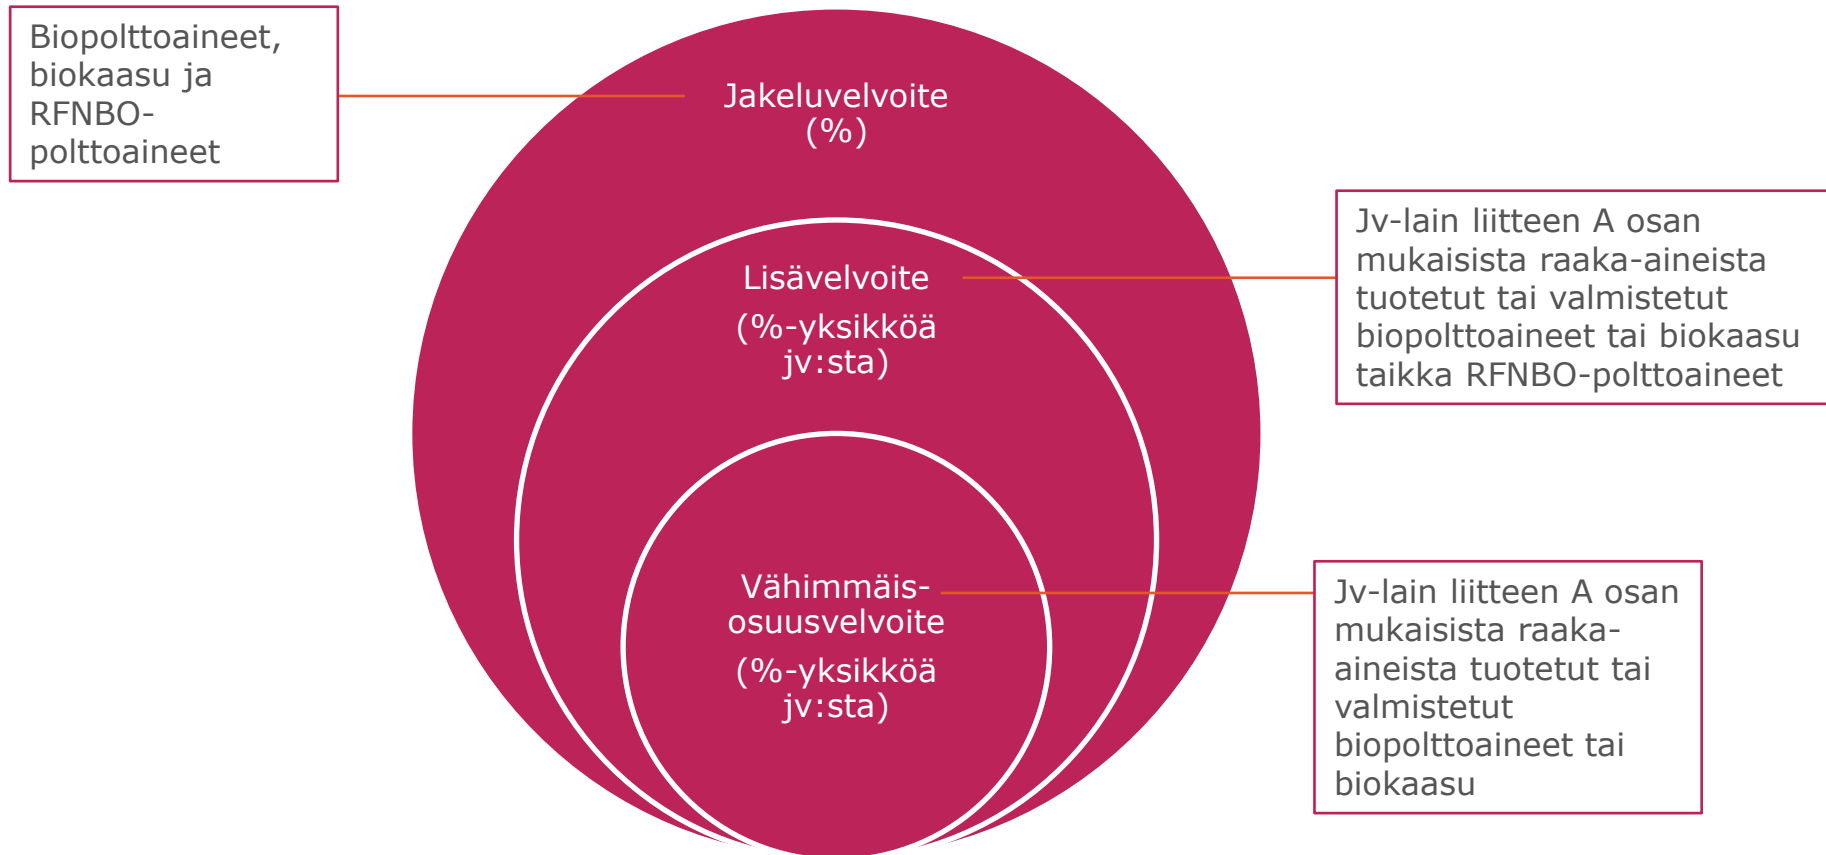 Biopolttoaineet,
biokaasu ja
RFNBO-
polttoaineet
Jakeluvelvoite
(%)
Lisävelvoite
(%-yksikköä
jv:sta)
Jv-lain liitteen A osan
mukaisista raaka-aineista
tuotetut tai valmistetut
biopolttoaineet tai biokaasu
taikka RFNBO-polttoaineet
Vähimmäis-
osuusvelvoite
(%-yksikköä
jv:sta)
Jv-lain liitteen A osan
mukaisista raaka-
aineista tuotetut tai
valmistetut
biopolttoaineet tai
biokaasu